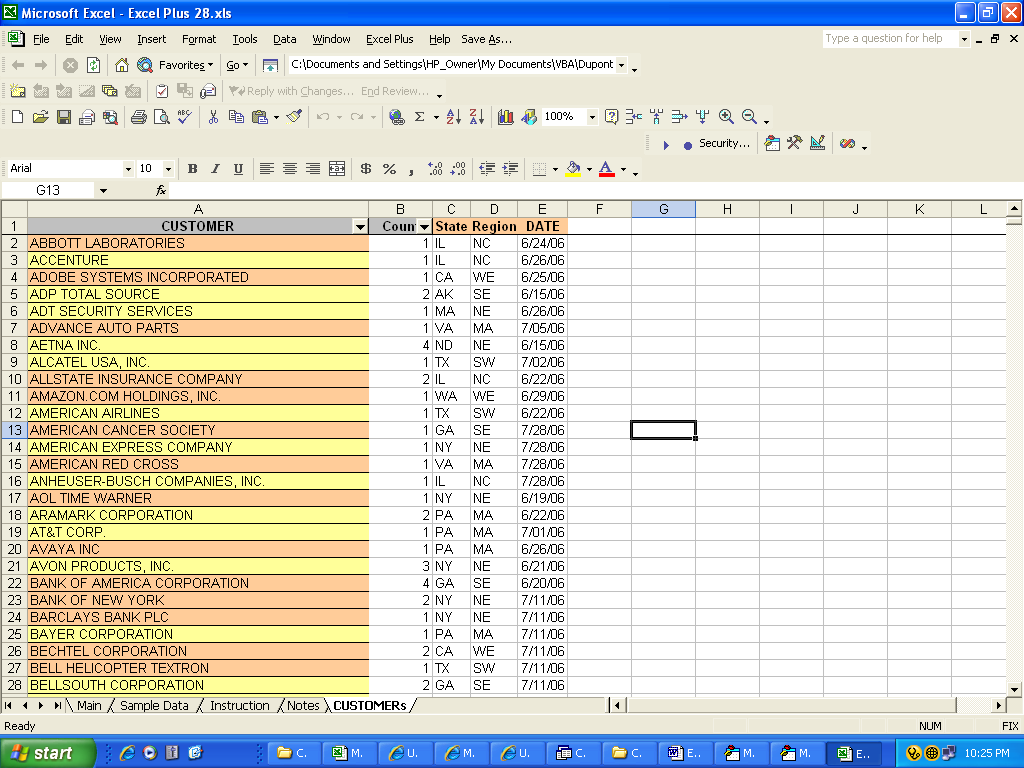 Microsoft Excel - Excel Plus 28.xls
File Edit View Insert Format Tools Data Window Excel Plus Help Save As... Type a question for help
Favorites Go C:\Documents and Settings\HP_Owner\My Documents\VBA\Dupont
Reply with Changes... End Review...
100%
Security...
Arial 10 B I U $ % ,
G13 fx
A B C D E F G H I J K L
1 CUSTOMER Coun State Region DATE
2 ABBOTT LABORATORIES 1 IL NC 6/24/06
3 ACCENTURE 1 IL NC 6/26/06
4 ADOBE SYSTEMS INCORPORATED 1 CA WE 6/25/06
5 ADP TOTAL SOURCE 2 AK SE 6/15/06
6 ADT SECURITY SERVICES 1 MA NE 6/26/06
7 ADVANCE AUTO PARTS 1 VA MA 7/05/06
8 AETNA INC. 4 ND NE 6/15/06
9 ALCATEL USA, INC. 1 TX SW 7/02/06
10 ALLSTATE INSURANCE COMPANY 2 IL NC 6/22/06
11 AMAZON.COM HOLDINGS, INC. 1 WA WE 6/29/06
12 AMERICAN AIRLINES 1 TX SW 6/22/06
13 AMERICAN CANCER SOCIETY 1 GA SE 7/28/06
14 AMERICAN EXPRESS COMPANY 1 NY NE 7/28/06
15 AMERICAN RED CROSS 1 VA MA 7/28/06
16 ANHEUSER-BUSCH COMPANIES, INC. 1 IL NC 7/28/06
17 AOL TIME WARNER 1 NY NE 6/19/06
18 ARAMARK CORPORATION 2 PA MA 6/22/06
19 AT&T CORP. 1 PA MA 7/01/06
20 AVAYA INC 1 PA MA 6/26/06
21 AVON PRODUCTS, INC. 3 NY NE 6/21/06
22 BANK OF AMERICA CORPORATION 4 GA SE 6/20/06
23 BANK OF NEW YORK 2 NY NE 7/11/06
24 BARCLAYS BANK PLC 1 NY NE 7/11/06
25 BAYER CORPORATION 1 PA MA 7/11/06
26 BECHTEL CORPORATION 2 CA WE 7/11/06
27 BELL HELICOPTER TEXTRON 1 TX SW 7/11/06
28 BELLSOUTH CORPORATION 2 GA SE 7/11/06
Main Sample Data Instruction Notes CUSTOMERs
Ready NUM FIX
start C. M. U. M. U. C. C. E. M. M. E. 10:25 PM